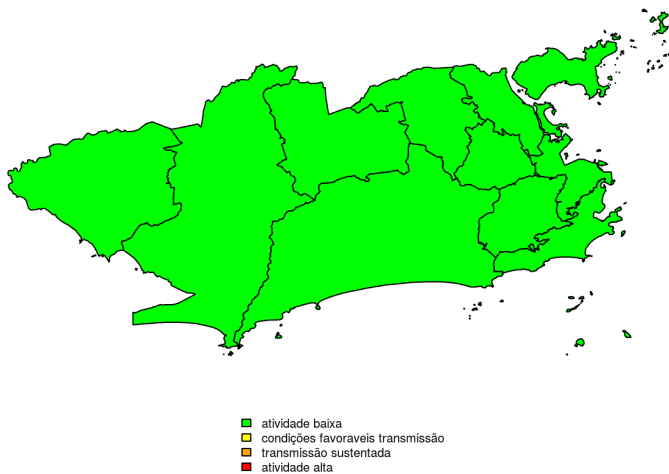 atividade baixa
condições favoraveis transmissão
transmissão sustentada
atividade alta